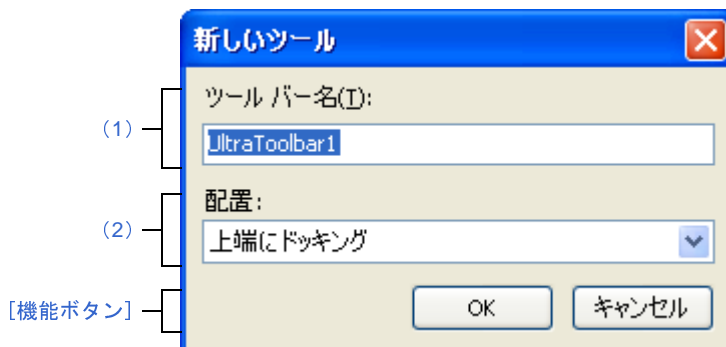 新しいツール
ツール バー名(T):
(1)
UltraToolbar1
配置:
(2)
上端にドッキング
[機能ボタン]
OK
キャンセル